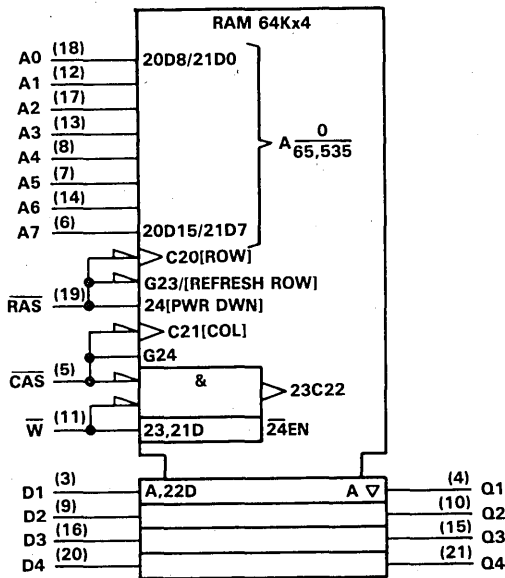 RAM 64Kx4
A0 (18) 20D8/21D0
A1 (12)
A2 (17)
A3 (13)
A4 (8)
A5 (7)
A6 (14)
A7 (6) 20D15/21D7
A 0
65,535
C20[ROW]
G23/[REFRESH ROW]
RAS (19) 24[PWR DWN]
C21[COL]
G24
CAS (5) & 23C22
W (11) 23,21D 24EN
D1 (3) A,22D A ▽ (4) Q1
D2 (9) (10) Q2
D3 (16) (15) Q3
D4 (20) (21) Q4